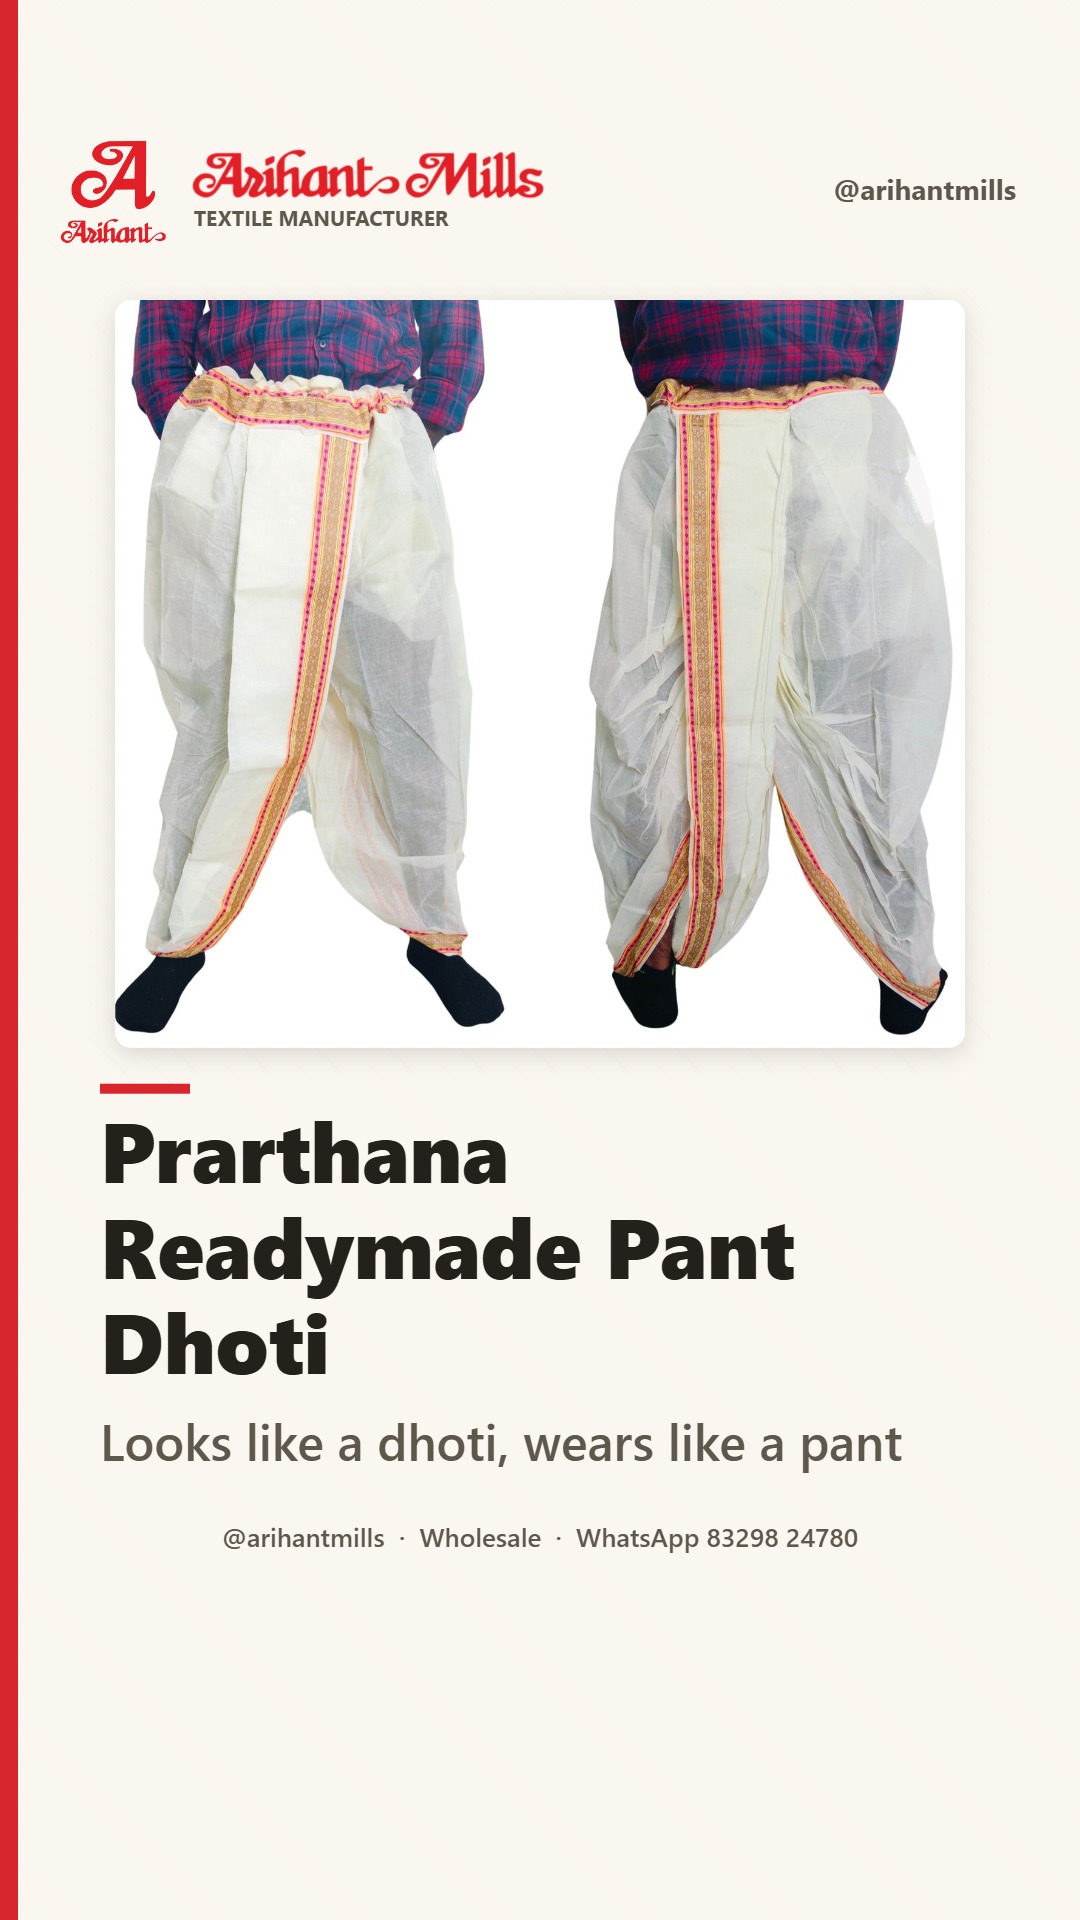 A
Arihant
Arihant Mills
TEXTILE MANUFACTURER
@arihantmills
Prarthana
Readymade Pant
Dhoti
Looks like a dhoti, wears like a pant
@arihantmills · Wholesale · WhatsApp 83298 24780